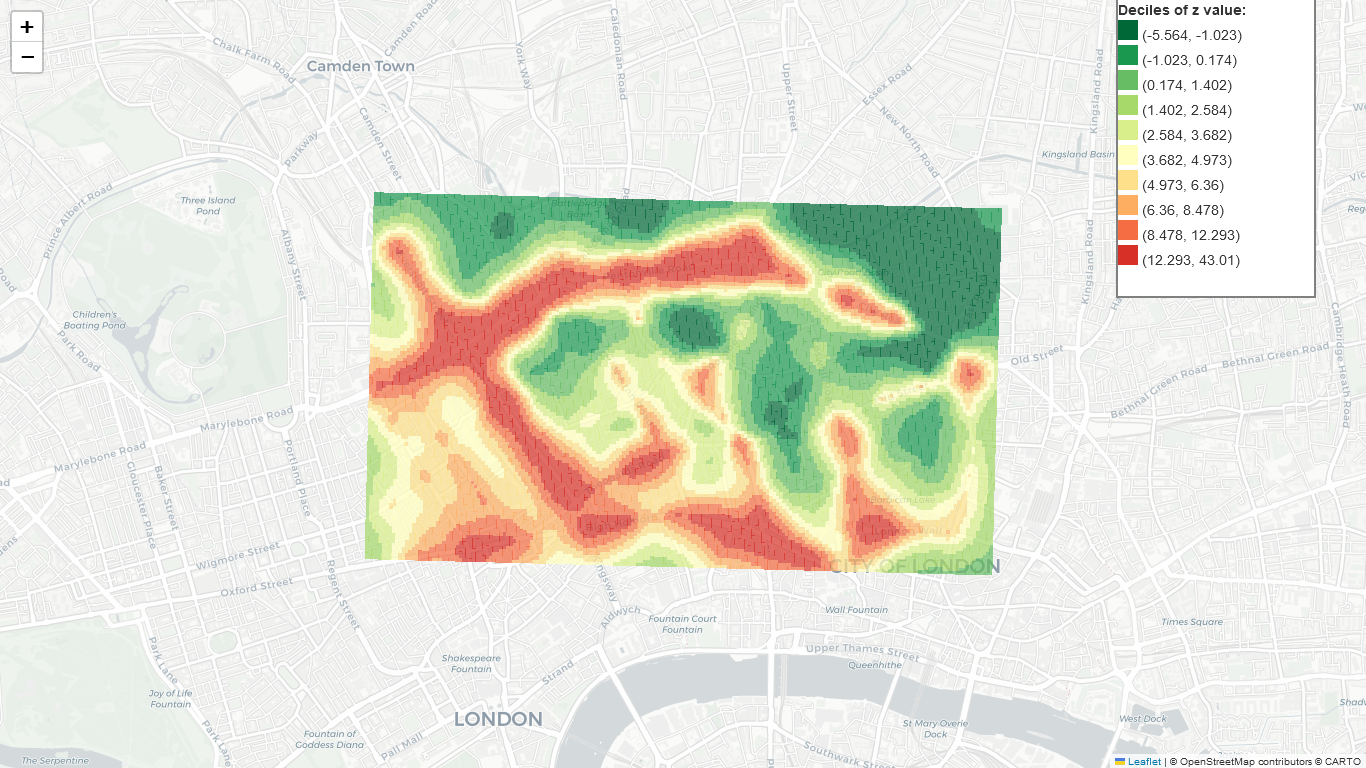 +
−
Deciles of z value:
(-5.564, -1.023)
(-1.023, 0.174)
(0.174, 1.402)
(1.402, 2.584)
(2.584, 3.682)
(3.682, 4.973)
(4.973, 6.36)
(6.36, 8.478)
(8.478, 12.293)
(12.293, 43.01)
Camden Road
Caledonian Road
Chalk Farm Road
Camden Town
York Way
Upper Street
Essex Road
Kingsland Road
New North Road
Camden Street
Parkway
Kingsland Basin
Prince Albert Road
Three Island
Pond
Albany Street
Kingsland Road
Children's
Boating Pond
Park Road
Old Street
Bethnal Green Road
Bethnal Green Road
Cambridge Heath Road
Marylebone Road
Marylebone Road
Portland Place
Baker Street
Gloucester Place
Wigmore Street
Oxford Street
Regent Street
CITY OF LONDON
Aldwych
Wall Fountain
Fountain Court
Fountain
Times Square
Upper Thames Street
Queenhithe
Shakespeare
Fountain
Strand
Park Lane
Joy of Life
Fountain
LONDON
West Dock
St Mary Overie
Dock
Fountain of
Goddess Diana
Pall Mall
Park Lane
Southwark Street
The Serpentine
Leaflet | © OpenStreetMap contributors © CARTO